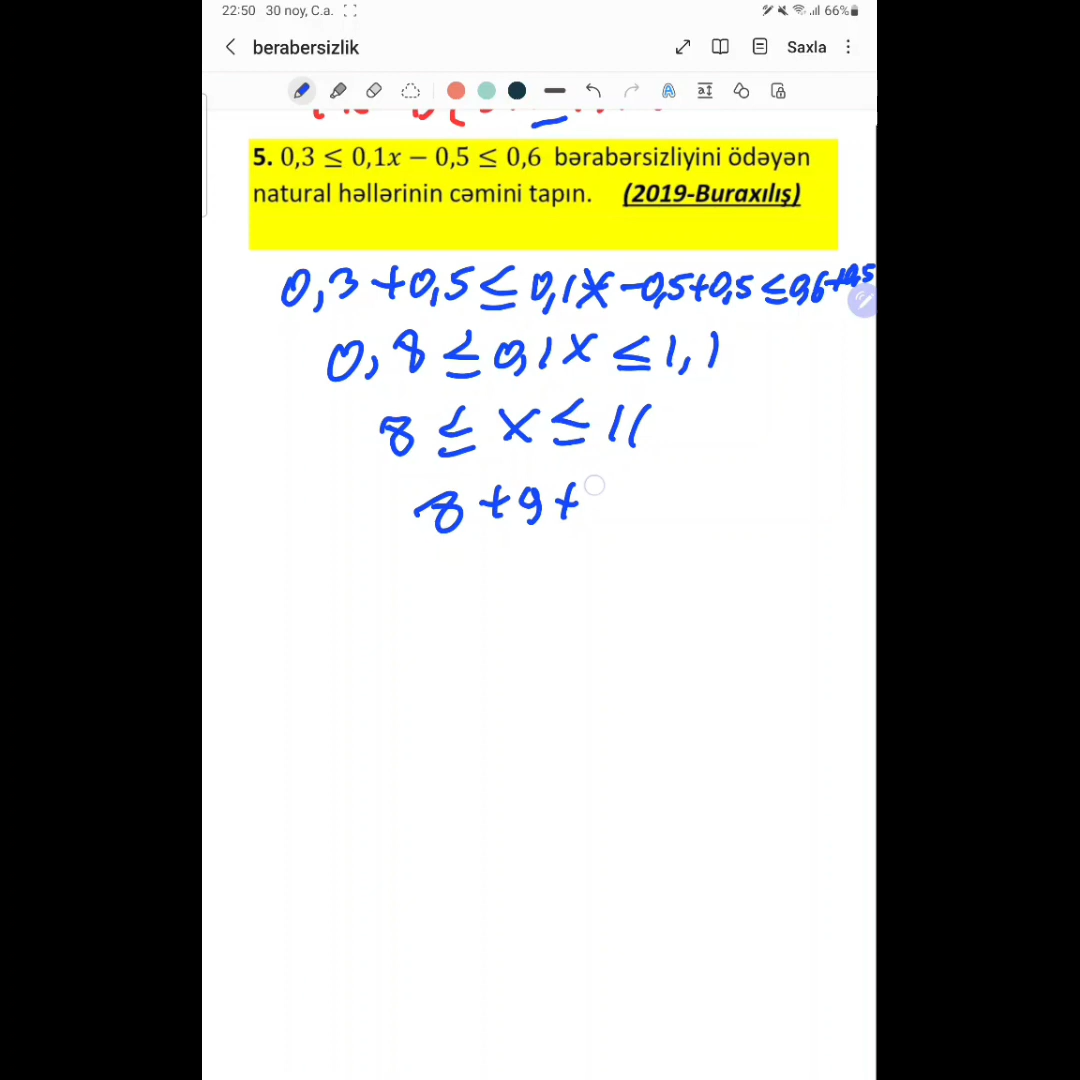 22:50 30 noy, C.a. 66%
berabersizlik Saxla
5. 0,3 ≤ 0,1x − 0,5 ≤ 0,6 bərabərsizliyini ödəyən
natural həllərinin cəmini tapın. (2019-Buraxılış)
0,3+0,5 ≤ 0,1x −0,5+0,5 ≤ 0,6+0,5
0,8 ≤ 0,1x ≤ 1,1
8 ≤ x ≤ 11
8+9+